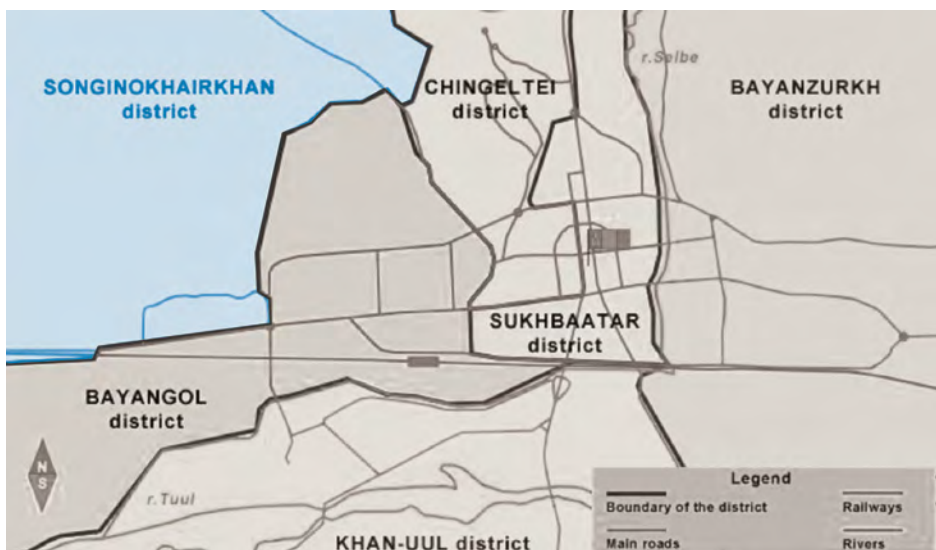 r.Selbe
SONGINOKHAIRKHAN
district
CHINGELTEI
district
BAYANZURKH
district
SUKHBAATAR
district
BAYANGOL
district
N
S
r.Tuul
KHAN-UUL district
Legend
Boundary of the district
Railways
Main roads
Rivers